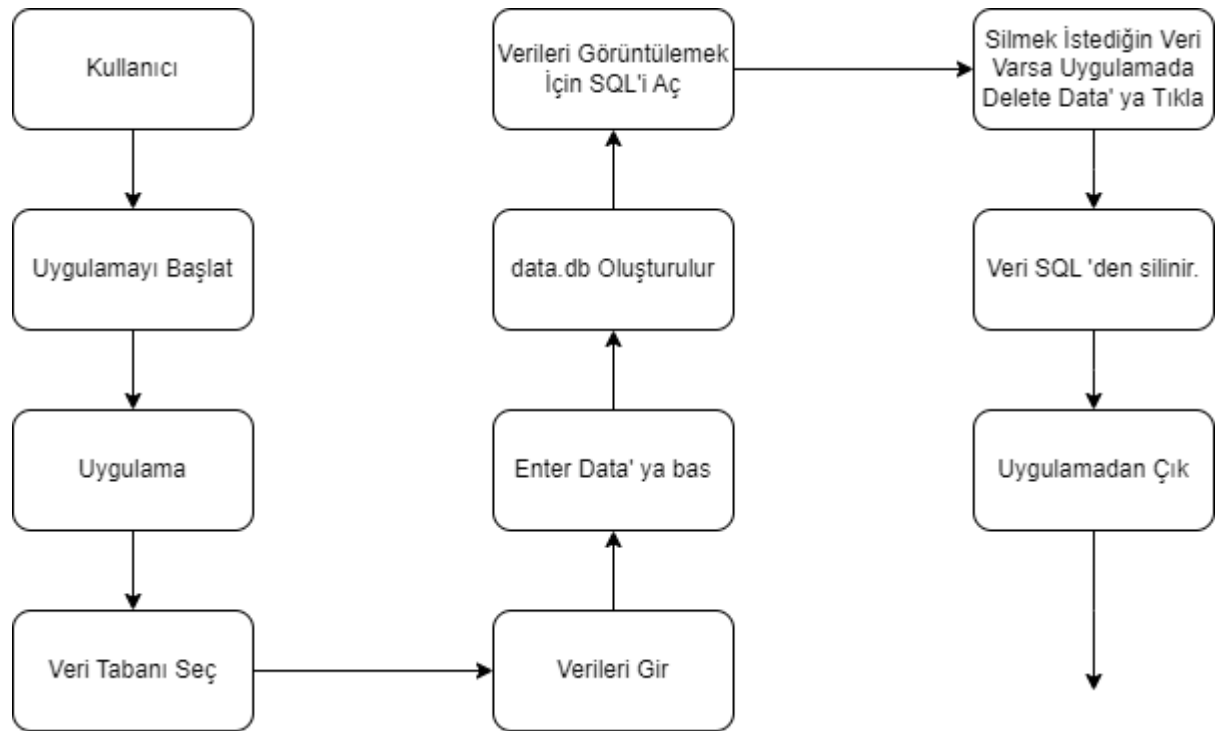 Kullanıcı
Uygulamayı Başlat
Uygulama
Veri Tabanı Seç
Verileri Gir
Enter Data' ya bas
data.db Oluşturulur
Verileri Görüntülemek
İçin SQL'i Aç
Silmek İstediğin Veri
Varsa Uygulamada
Delete Data' ya Tıkla
Veri SQL 'den silinir.
Uygulamadan Çık